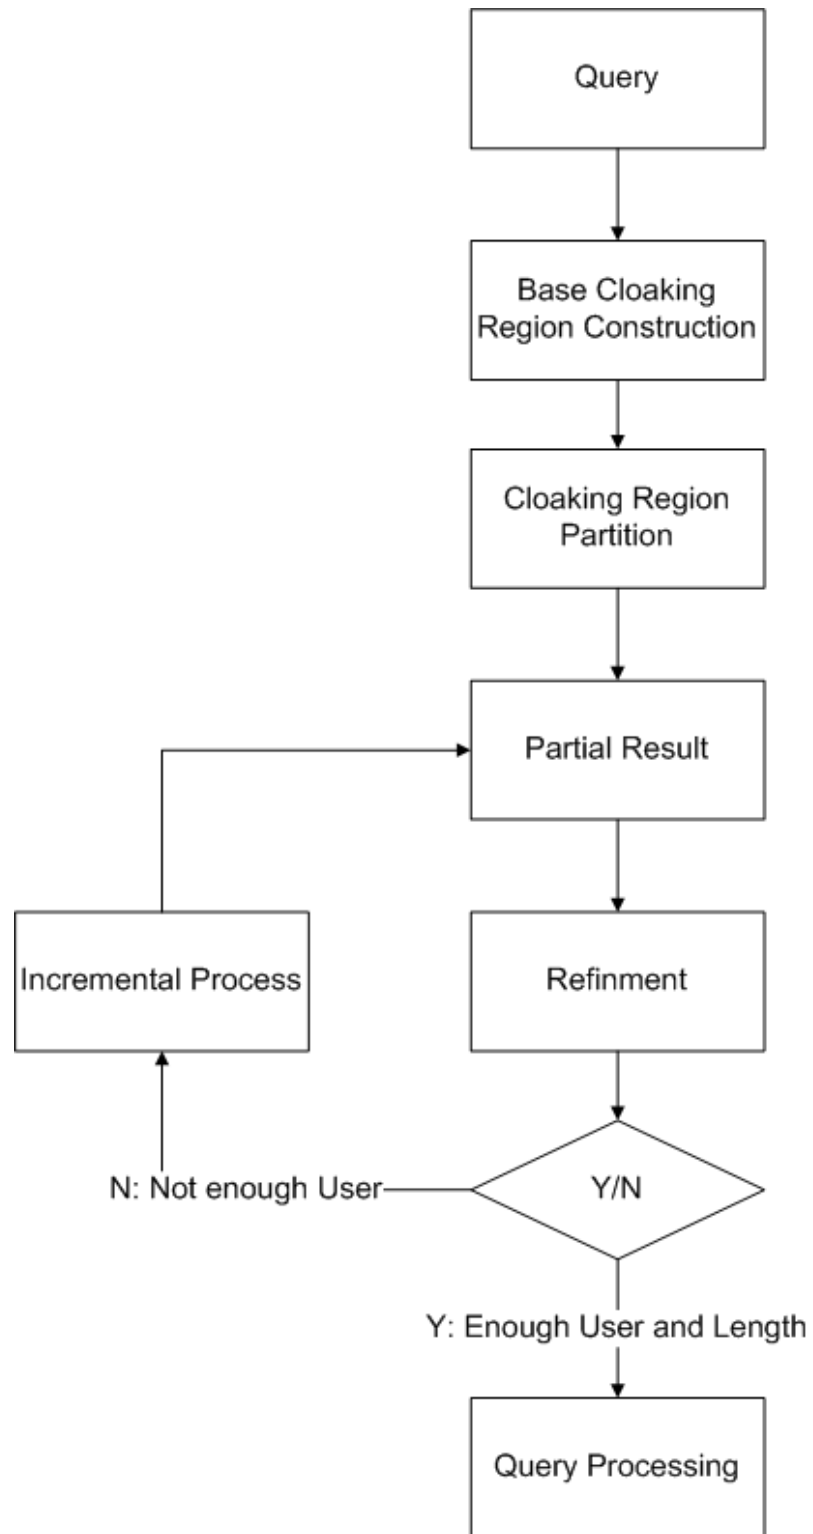 Query
Base Cloaking
Region Construction
Cloaking Region
Partition
Partial Result
Incremental Process
Refinment
N: Not enough User
Y/N
Y: Enough User and Length
Query Processing